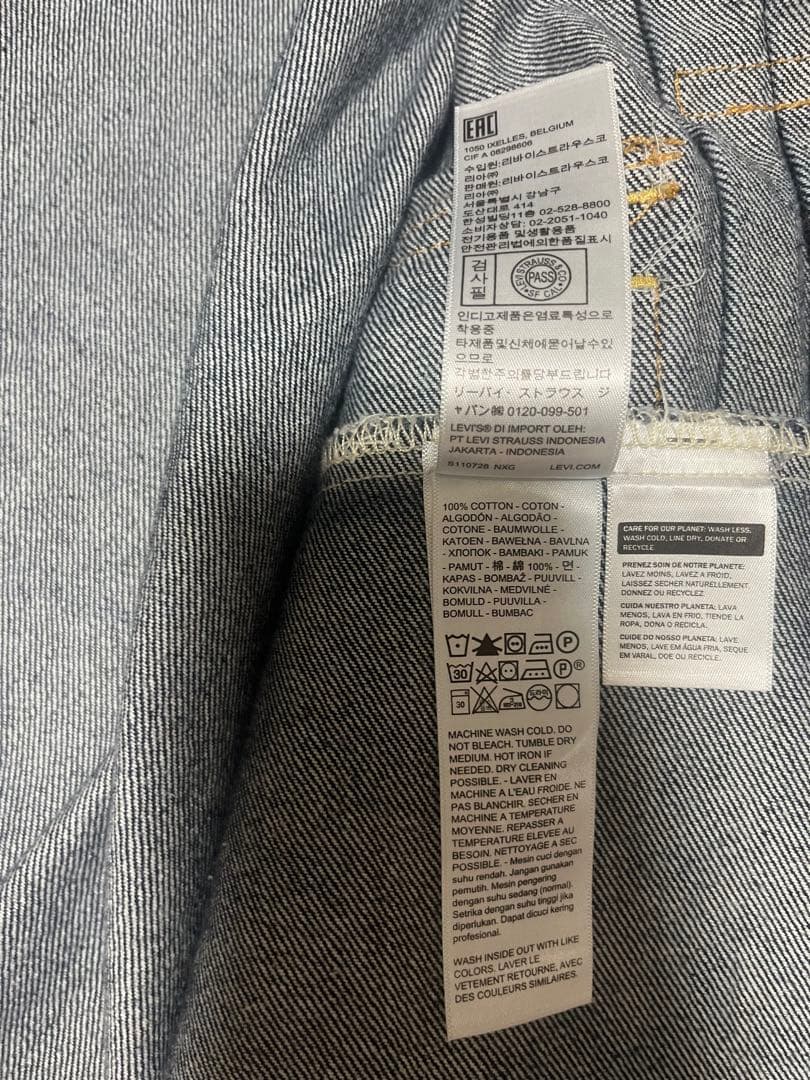 EAC
1050 IXELLES, BELGIUM
CIF A 08298606
수입원:리바이스트라우스코
리아㈜
판매원:리바이스트라우스코
리아㈜
서울특별시 강남구
도산대로 414
한성빌딩11층 02-528-8800
소비자상담: 02-2051-1040
전기용품 및생활용품
안전관리법에의한품질표시
검
사
필
LEVI STRAUSS & CO
PASS
SF CAL
인디고제품은염료특성으로
착용중
타제품및신체에묻어날수있
으므로
각별한주의를당부드립니다
リーバイ・ ストラウス ジ
ャパン㈱ 0120-099-501
LEVI'S® DI IMPORT OLEH:
PT LEVI STRAUSS INDONESIA
JAKARTA - INDONESIA
S110728 NXG LEVI.COM
100% COTTON - COTON -
ALGODÓN - ALGODÃO -
COTONE - BAUMWOLLE -
KATOEN - BAWEŁNA - BAVLNA
- ХЛОПОК - BAMBAKI - PAMUK
- PAMUT - 棉 - 綿 100% - 면 -
KAPAS - BOMBAŽ - PUUVILL -
KOKVILNA - MEDVILNĖ -
BOMULD - PUUVILLA -
BOMULL - BUMBAC
P
30 P®
30
MACHINE WASH COLD. DO
NOT BLEACH. TUMBLE DRY
MEDIUM. HOT IRON IF
NEEDED. DRY CLEANING
POSSIBLE. - LAVER EN
MACHINE A L'EAU FROIDE. NE
PAS BLANCHIR. SECHER EN
MACHINE A TEMPERATURE
MOYENNE. REPASSER A
TEMPERATURE ELEVEE AU
BESOIN. NETTOYAGE A SEC
POSSIBLE. - Mesin cuci dengan
suhu rendah. Jangan gunakan
pemutih. Mesin pengering
dengan suhu sedang (normal).
Setrika dengan suhu tinggi jika
diperlukan. Dapat dicuci kering
profesional.
WASH INSIDE OUT WITH LIKE
COLORS. LAVER LE
VETEMENT RETOURNE, AVEC
DES COULEURS SIMILAIRES.
CARE FOR OUR PLANET: WASH LESS,
WASH COLD, LINE DRY, DONATE OR
RECYCLE
PRENEZ SOIN DE NOTRE PLANETE:
LAVEZ MOINS, LAVEZ A FROID,
LAISSEZ SECHER NATURELLEMENT
DONNEZ OU RECYCLEZ
CUIDA NUESTRO PLANETA: LAVA
MENOS, LAVA EN FRIO, TIENDE LA
ROPA, DONA O RECICLA.
CUIDE DO NOSSO PLANETA: LAVE
MENOS, LAVE EM ÁGUA FRIA, SEQUE
EM VARAL, DOE OU RECICLE.